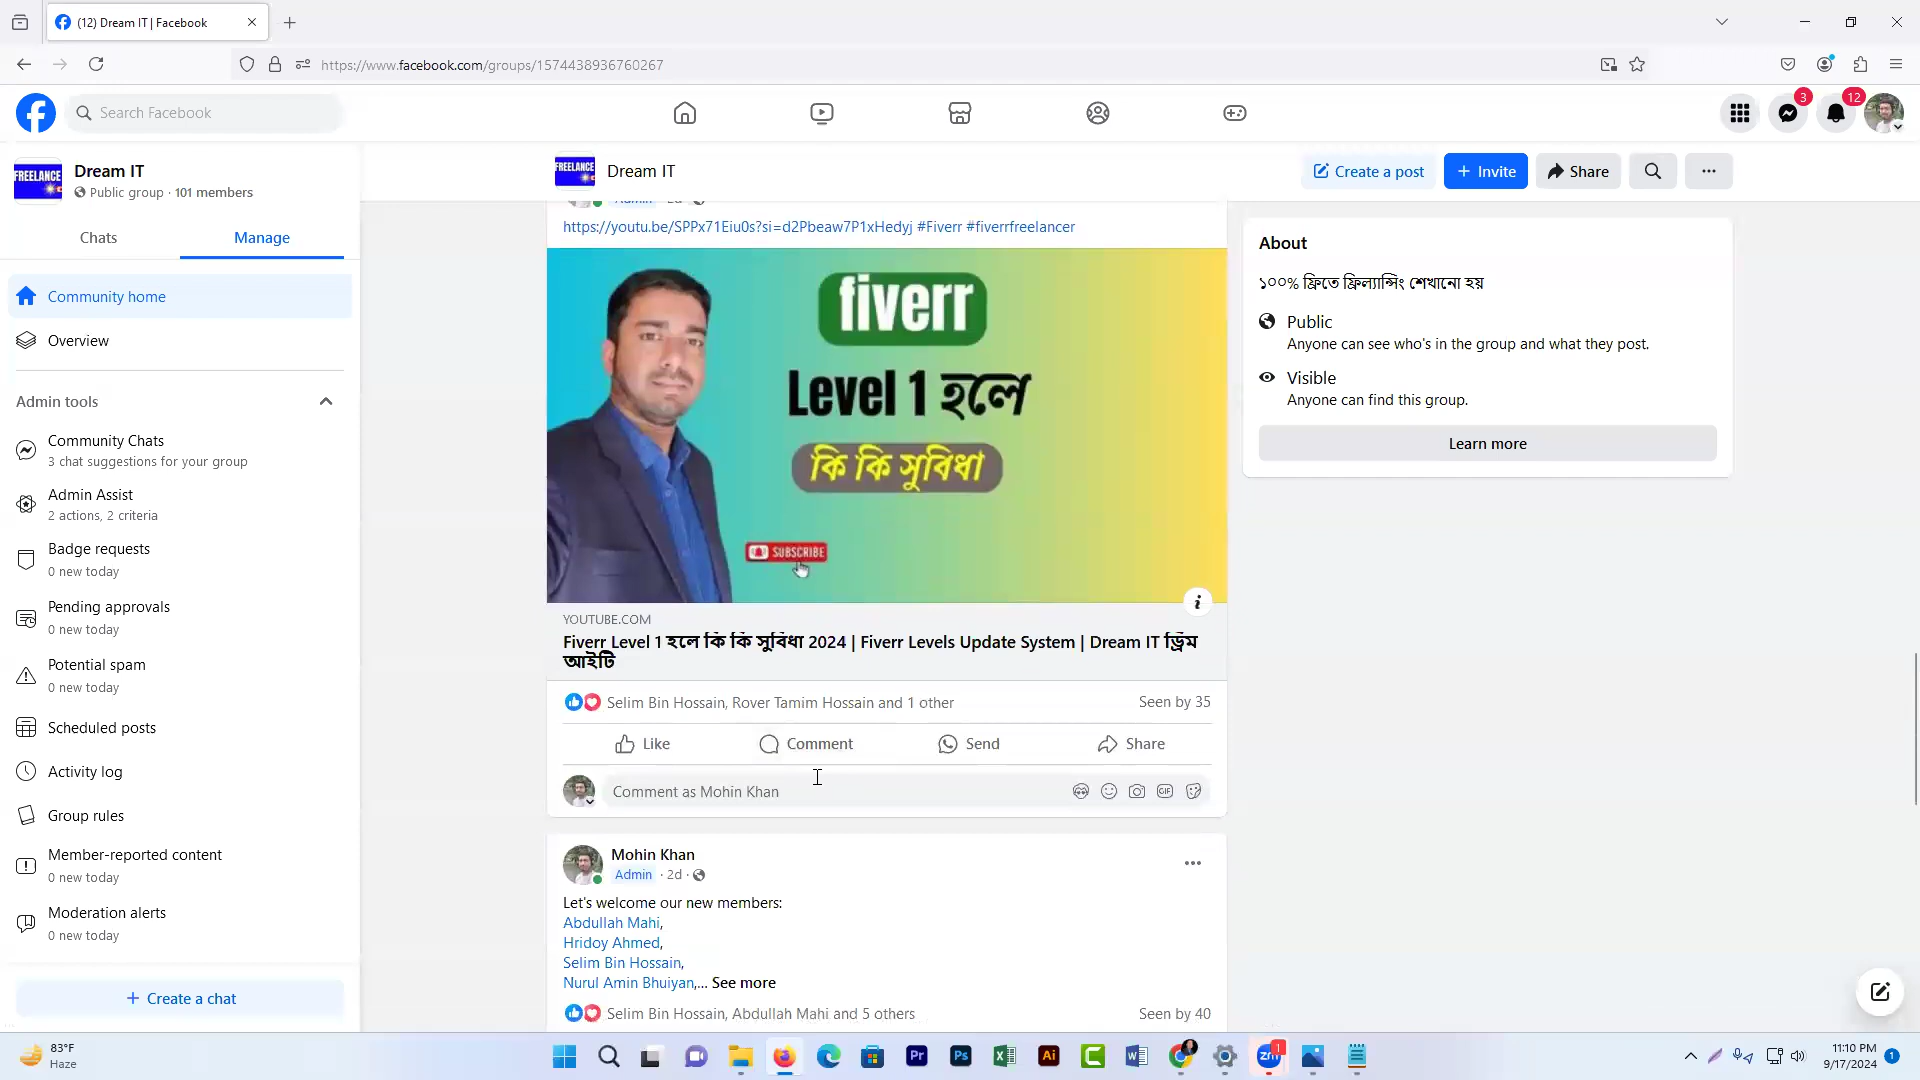 (12) Dream IT | Facebook
https://www.facebook.com/groups/1574438936760267
Search Facebook
3
12
FREELANCE
Dream IT
Public group · 101 members
Chats
Manage
Community home
Overview
Admin tools
Community Chats
3 chat suggestions for your group
Admin Assist
2 actions, 2 criteria
Badge requests
0 new today
Pending approvals
0 new today
Potential spam
0 new today
Scheduled posts
Activity log
Group rules
Member-reported content
0 new today
Moderation alerts
0 new today
+ Create a chat
FREELANCE
Dream IT
Create a post
+ Invite
Share
https://youtu.be/SPPx71Eiu0s?si=d2Pbeaw7P1xHedyj #Fiverr #fiverrfreelancer
fiverr
Level 1 হলে
কি কি সুবিধা
SUBSCRIBE
YOUTUBE.COM
Fiverr Level 1 হলে কি কি সুবিধা 2024 | Fiverr Levels Update System | Dream IT ড্রিম
আইটি
Selim Bin Hossain, Rover Tamim Hossain and 1 other
Seen by 35
Like
Comment
Send
Share
Comment as Mohin Khan
GIF
Mohin Khan
Admin · 2d ·
Let's welcome our new members:
Abdullah Mahi,
Hridoy Ahmed,
Selim Bin Hossain,
Nurul Amin Bhuiyan,... See more
Selim Bin Hossain, Abdullah Mahi and 5 others
Seen by 40
About
১০০% ফ্রিতে ফ্রিল্যান্সিং শেখানো হয়
Public
Anyone can see who's in the group and what they post.
Visible
Anyone can find this group.
Learn more
83°F
Haze
Pr
Ps
Ai
zm
1
11:10 PM
9/17/2024
1